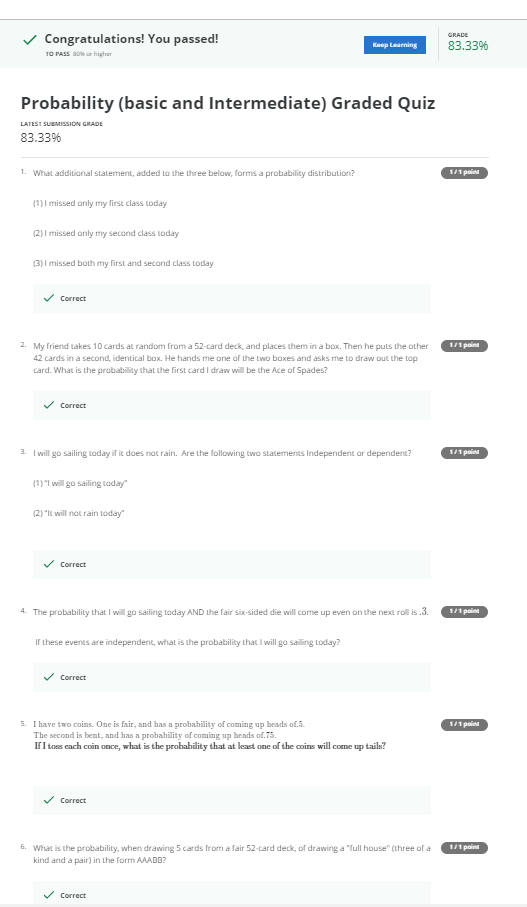 Congratulations! You passed!
TO PASS 80% or higher
Keep Learning
GRADE
83.33%
Probability (basic and Intermediate) Graded Quiz
LATEST SUBMISSION GRADE
83.33%
1. What additional statement, added to the three below, forms a probability distribution?
1 / 1 point
(1) I missed only my first class today
(2) I missed only my second class today
(3) I missed both my first and second class today
Correct
2. My friend takes 10 cards at random from a 52-card deck, and places them in a box. Then he puts the other
42 cards in a second, identical box. He hands me one of the two boxes and asks me to draw out the top
card. What is the probability that the first card I draw will be the Ace of Spades?
1 / 1 point
Correct
3. I will go sailing today if it does not rain. Are the following two statements Independent or dependent?
1 / 1 point
(1) "I will go sailing today"
(2) "It will not rain today"
Correct
4. The probability that I will go sailing today AND the fair six-sided die will come up even on the next roll is .3.
1 / 1 point
If these events are independent, what is the probability that I will go sailing today?
Correct
5. I have two coins. One is fair, and has a probability of coming up heads of.5.
The second is bent, and has a probability of coming up heads of.75.
If I toss each coin once, what is the probability that at least one of the coins will come up tails?
1 / 1 point
Correct
6. What is the probability, when drawing 5 cards from a fair 52-card deck, of drawing a "full house" (three of a
kind and a pair) in the form AAABB?
1 / 1 point
Correct